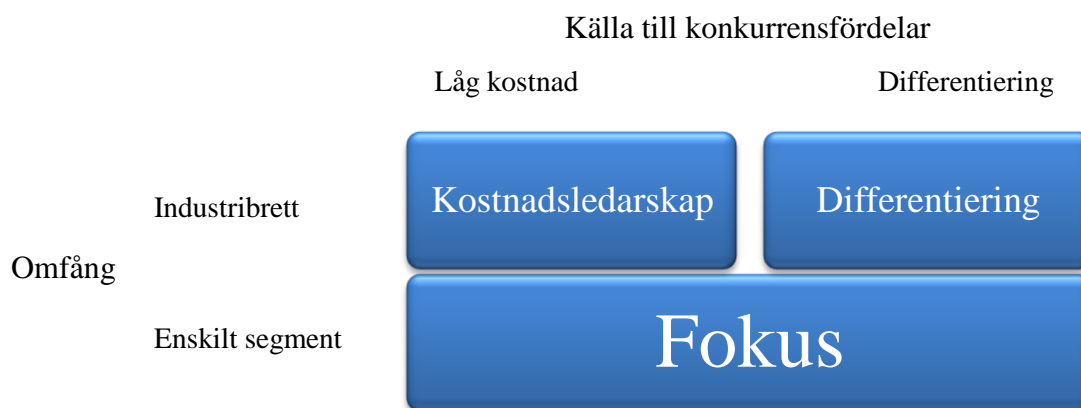 Källa till konkurrensfördelar
Låg kostnad Differentiering
Industribrett Kostnadsledarskap Differentiering
Omfång
Enskilt segment Fokus